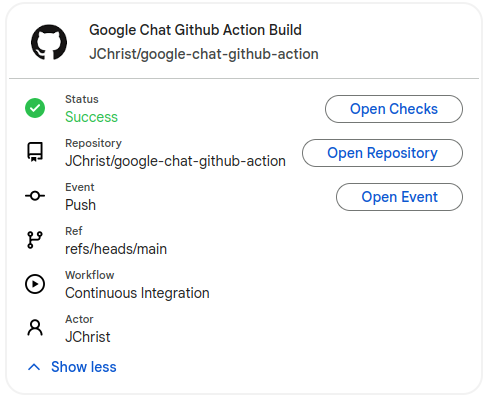 Google Chat Github Action Build
JChrist/google-chat-github-action
Status
Success
Open Checks
Repository
JChrist/google-chat-github-action
Open Repository
Event
Push
Open Event
Ref
refs/heads/main
Workflow
Continuous Integration
Actor
JChrist
Show less